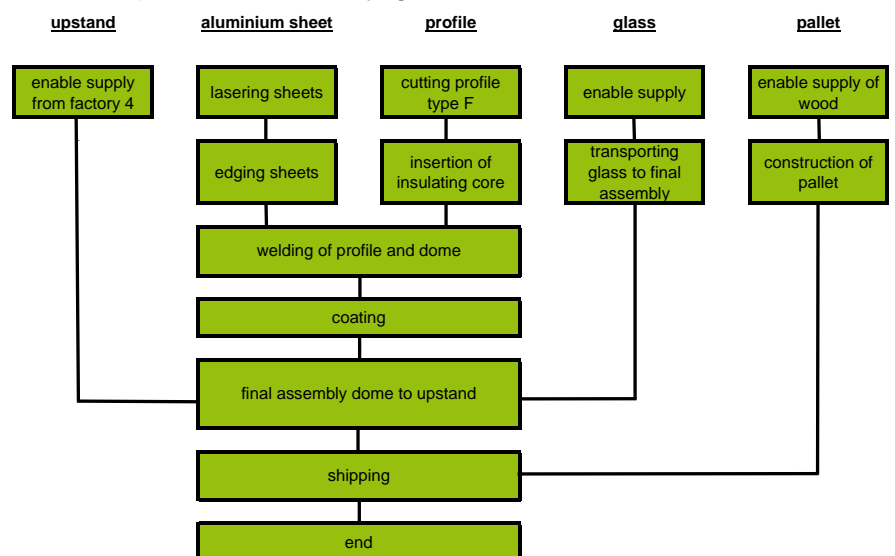 upstand
aluminium sheet
profile
glass
pallet
enable supply
from factory 4
lasering sheets
cutting profile
type F
enable supply
enable supply of
wood
edging sheets
insertion of
insulating core
transporting
glass to final
assembly
construction of
pallet
welding of profile and dome
coating
final assembly dome to upstand
shipping
end